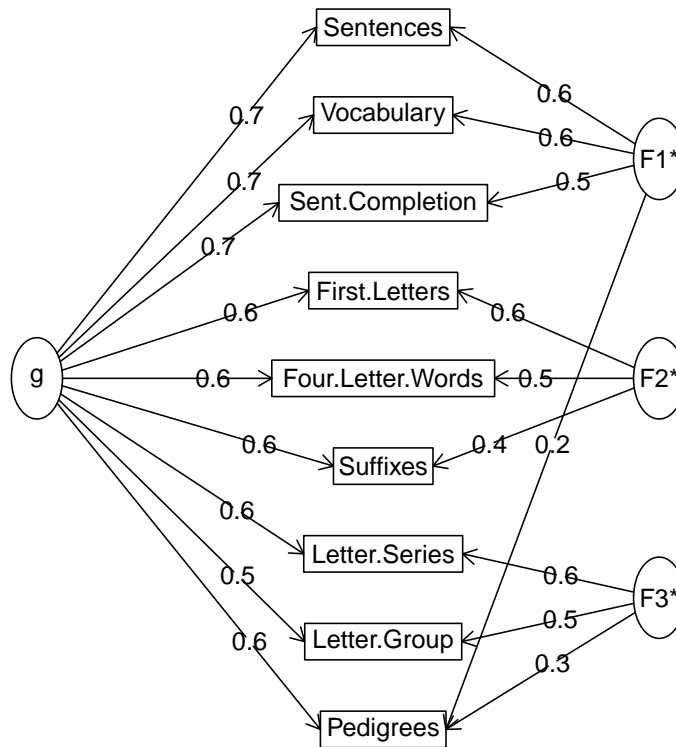 Sentences
0.6
0.7
Vocabulary
0.6
F1*
0.7
Sent.Completion
0.5
0.7
First.Letters
0.6
0.6
g
0.6
Four.Letter.Words
0.5
F2*
0.6
Suffixes
0.4
0.2
0.6
Letter.Series
0.6
F3*
0.5
Letter.Group
0.5
0.6
0.3
Pedigrees